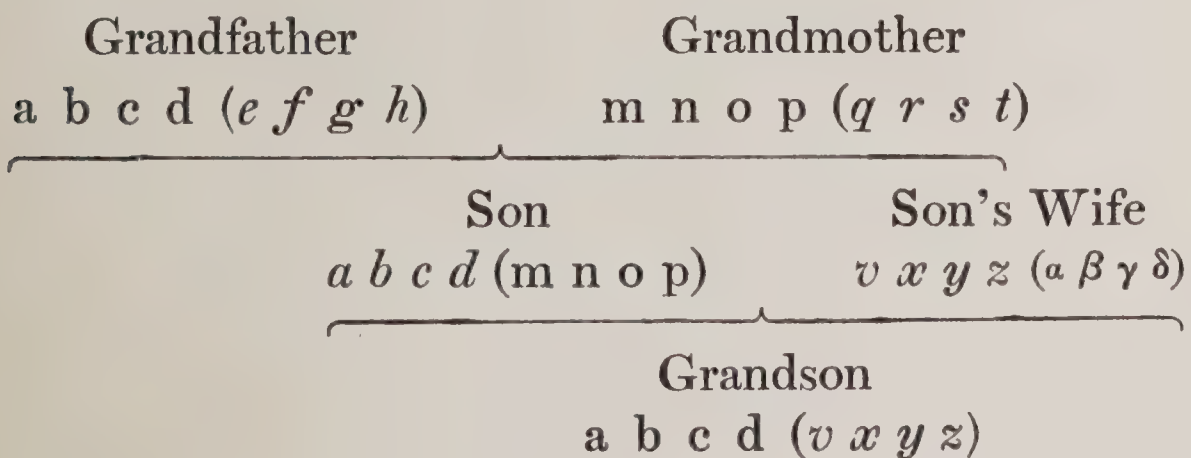 Grandfather Grandmother
a b c d (e f g h) m n o p (q r s t)
Son Son's Wife
a b c d (m n o p) v x y z (α β γ δ)
Grandson
a b c d (v x y z)